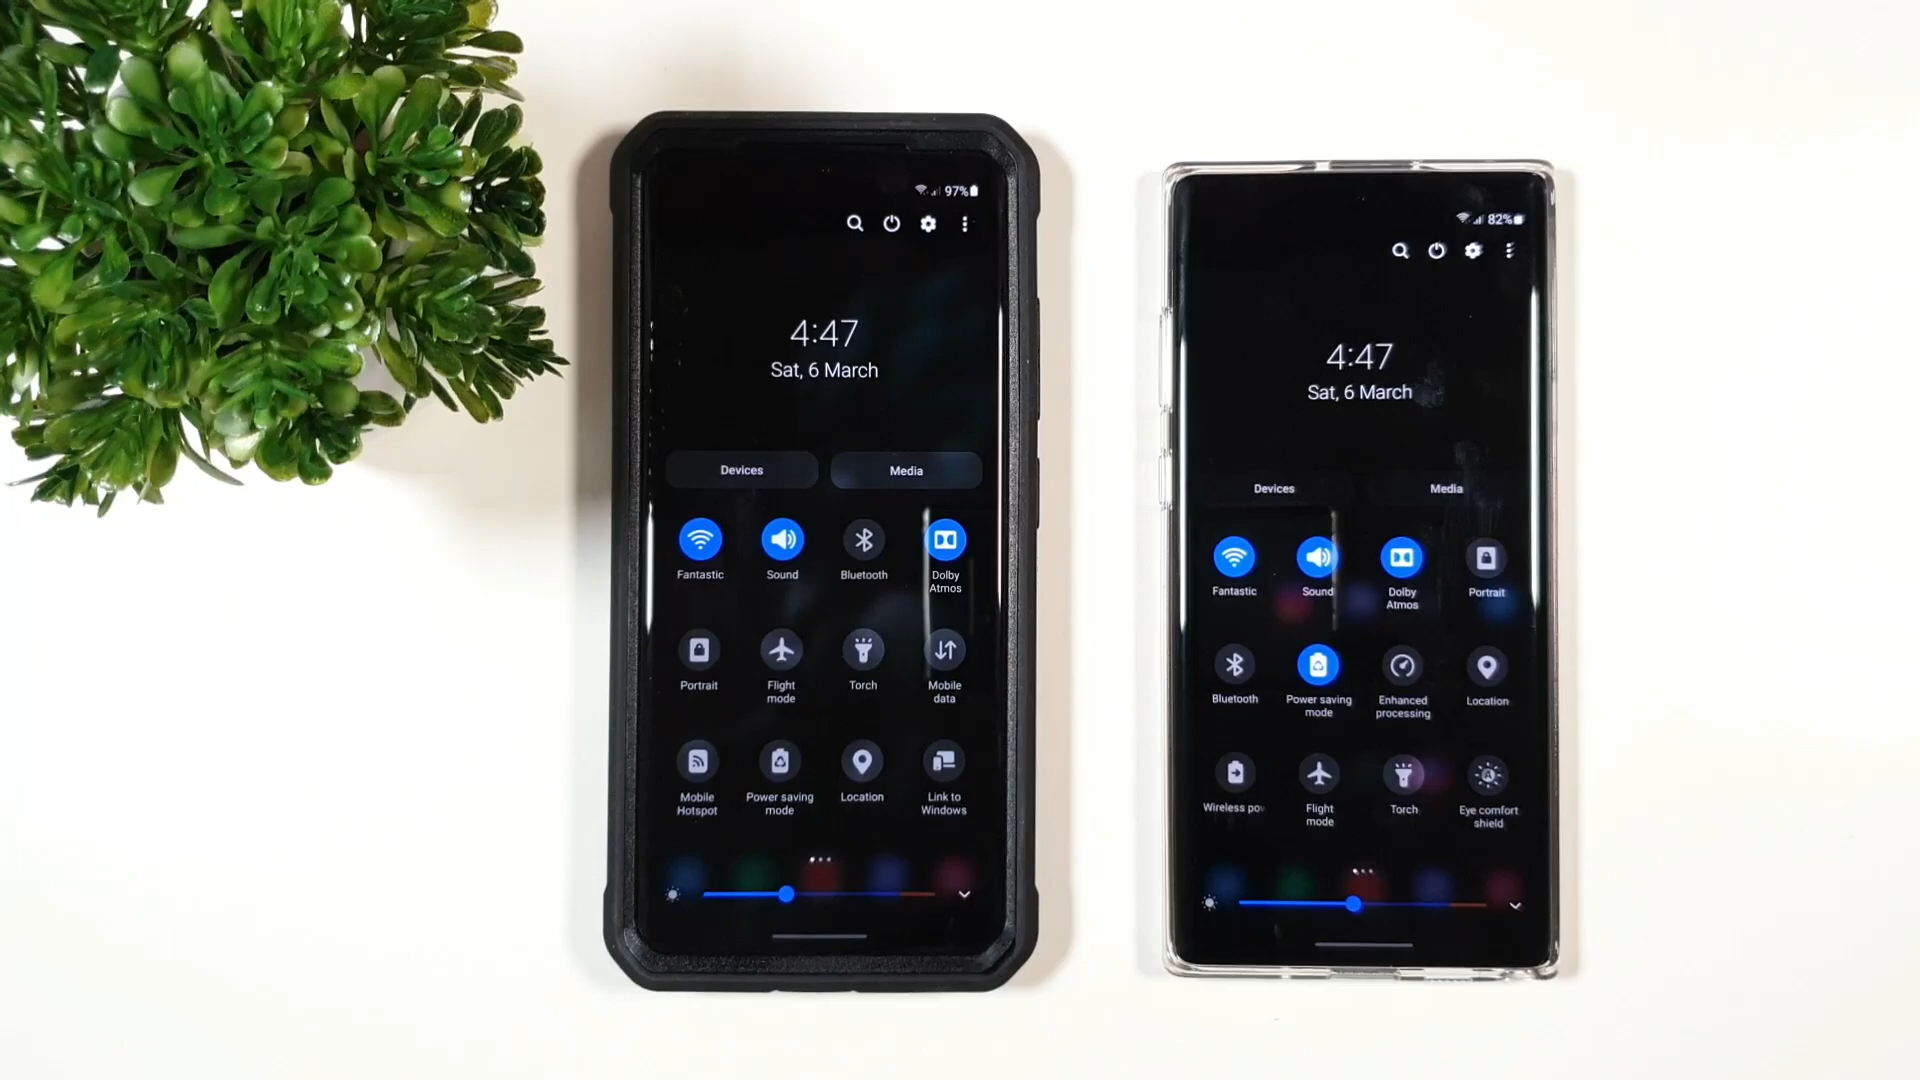 97%
4:47
Sat, 6 March
Devices Media
Fantastic Sound Bluetooth Dolby
Atmos
Portrait Flight
mode Torch Mobile
data
Mobile
Hotspot Power saving
mode Location Link to
Windows
82%
4:47
Sat, 6 March
Devices Media
Fantastic Sound Dolby
Atmos Portrait
Bluetooth Power saving
mode Enhanced
processing Location
Wireless pow Flight
mode Torch Eye comfort
shield